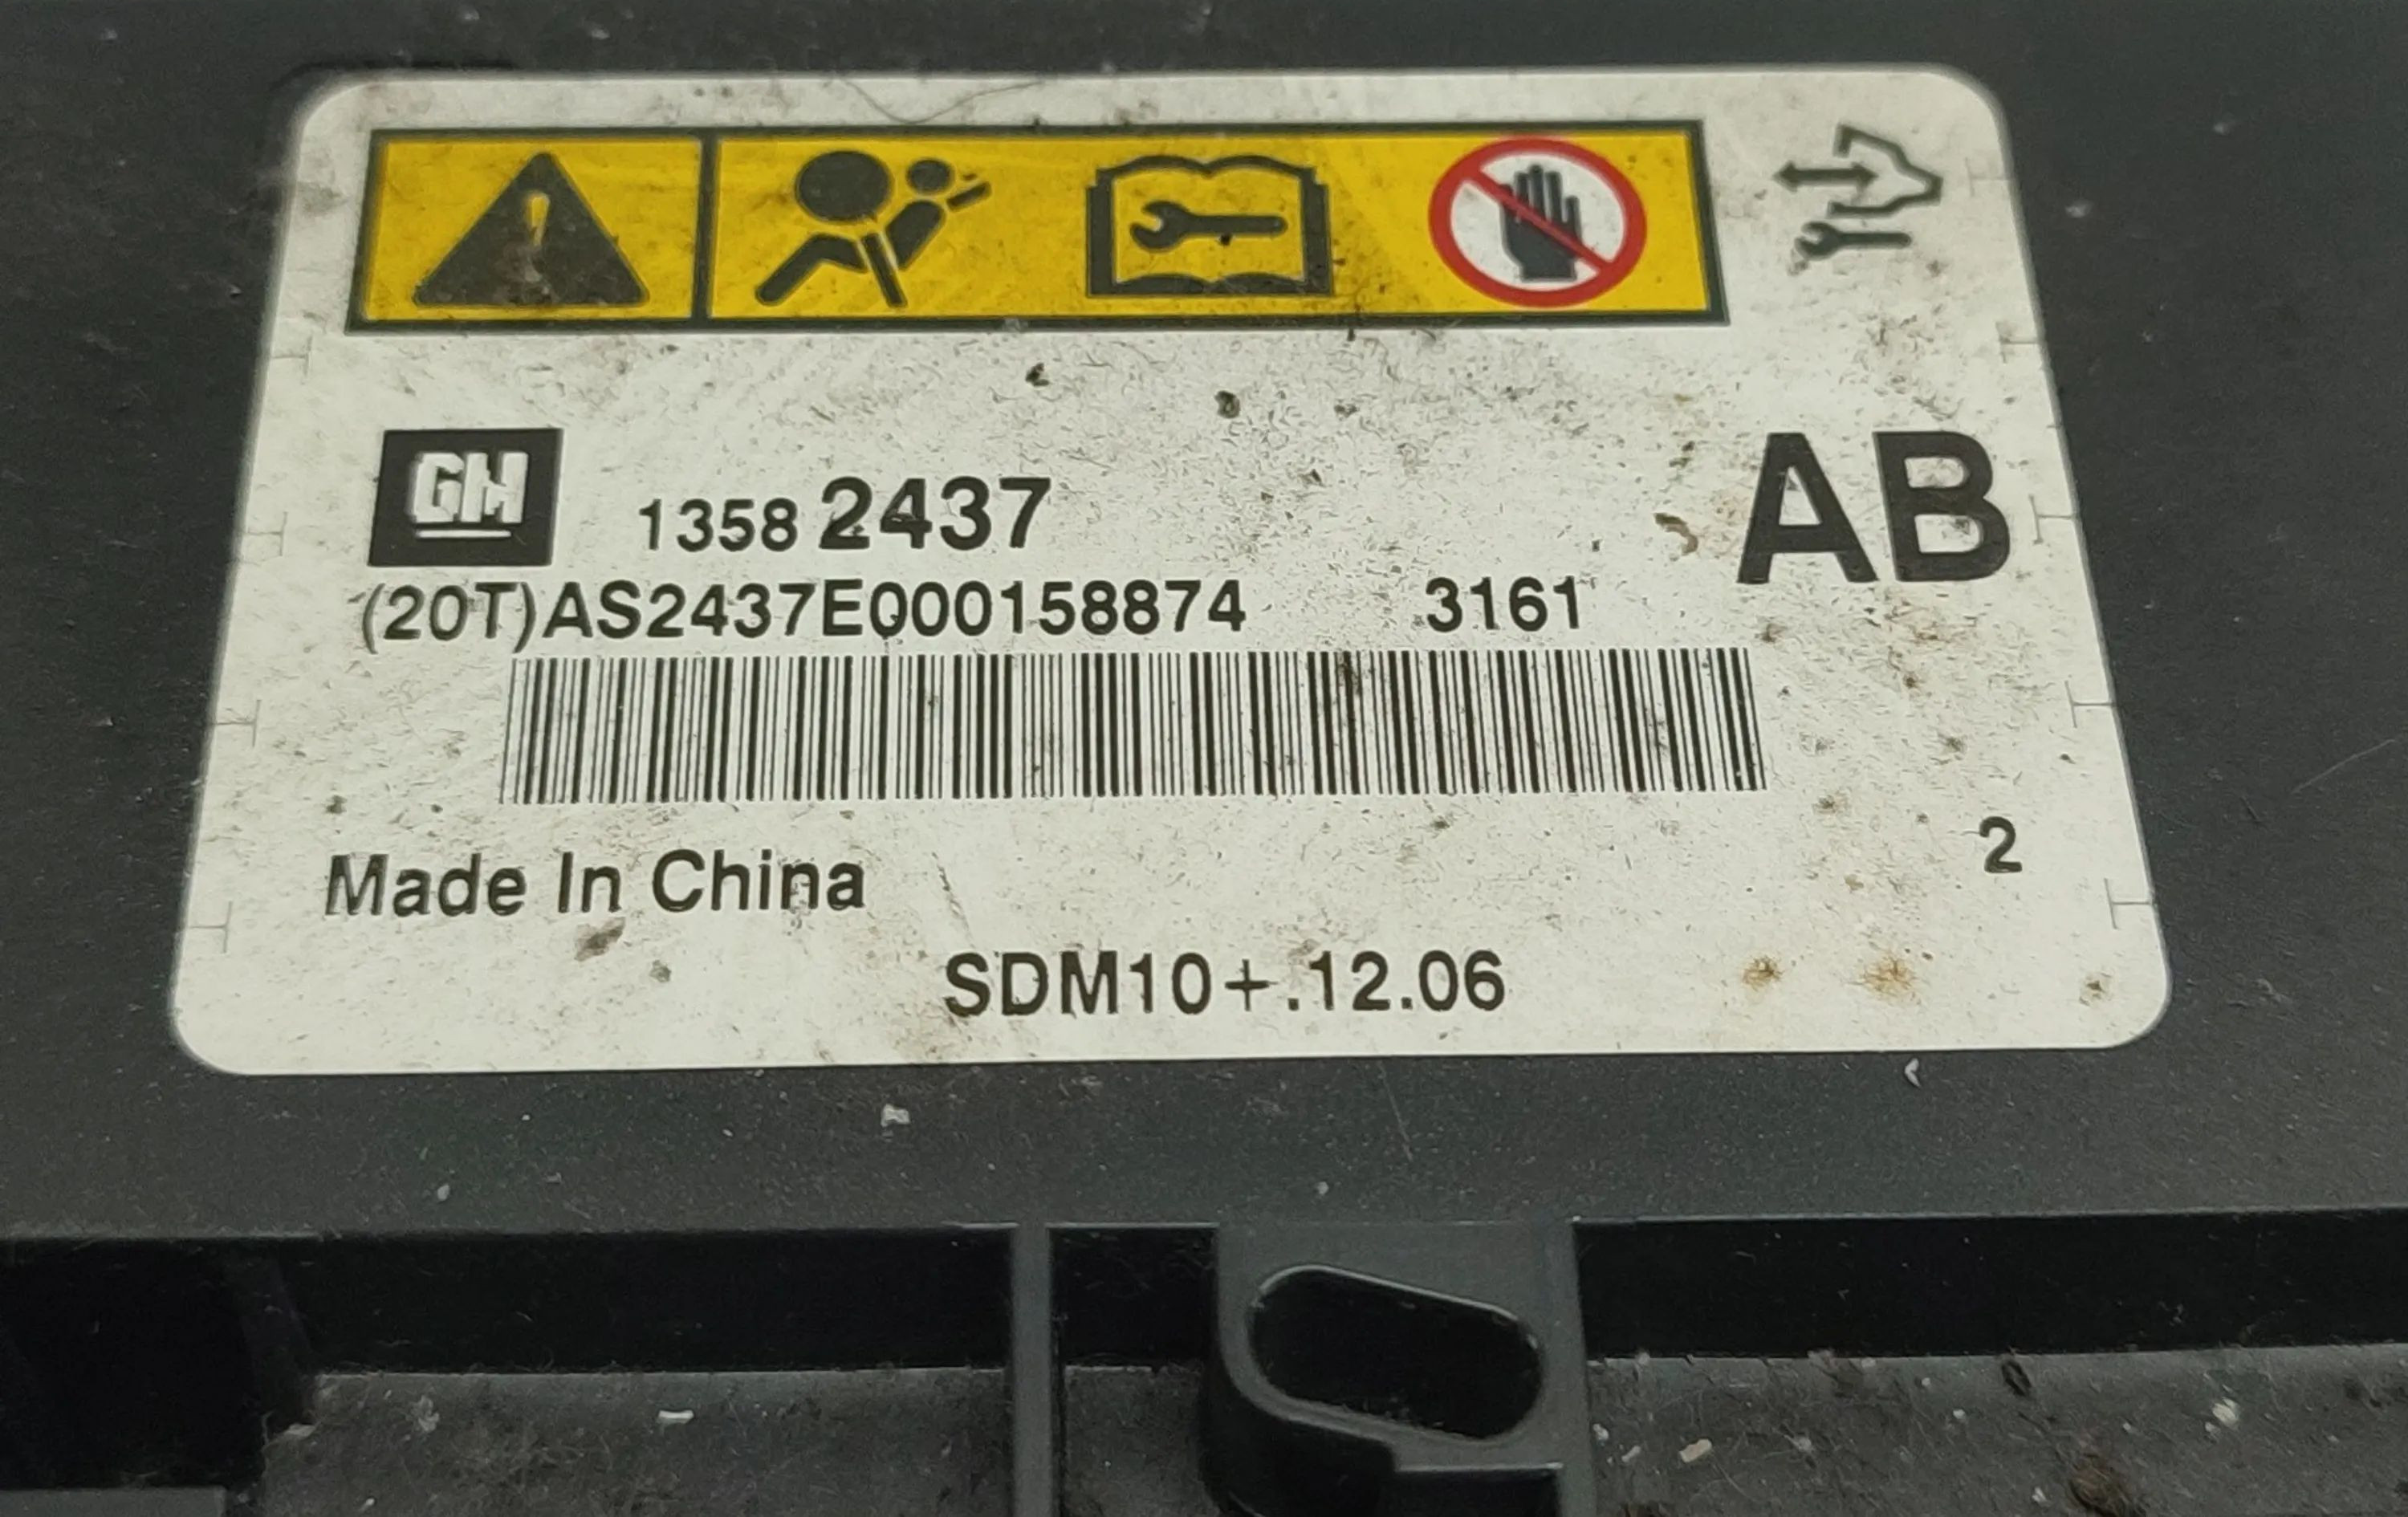 GM 1358 2437 AB
(20T)AS2437E000158874 3161
2
Made In China
SDM10+.12.06